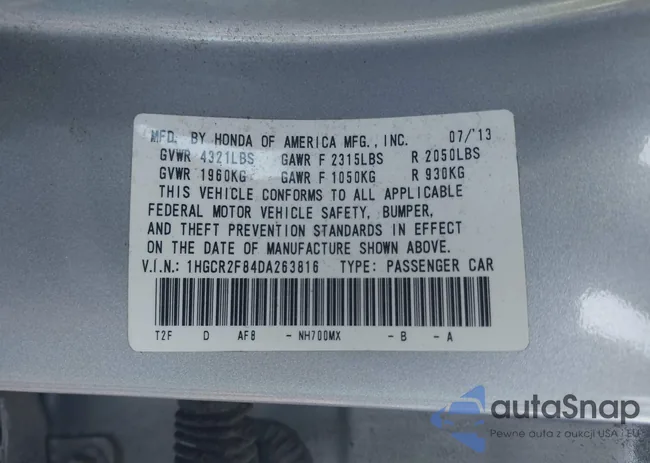 MFD. BY HONDA OF AMERICA MFG., INC. 07/'13
GVWR 4321LBS GAWR F 2315LBS R 2050LBS
GVWR 1960KG GAWR F 1050KG R 930KG
THIS VEHICLE CONFORMS TO ALL APPLICABLE
FEDERAL MOTOR VEHICLE SAFETY, BUMPER,
AND THEFT PREVENTION STANDARDS IN EFFECT
ON THE DATE OF MANUFACTURE SHOWN ABOVE.
V.I.N.: 1HGCR2F84DA263816 TYPE: PASSENGER CAR
T2F D AF8 - NH700MX - B - A
autoSnap
Pewne auta z aukcji USA i EU